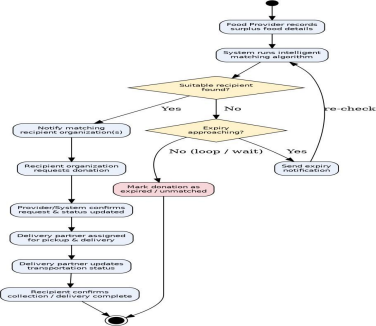 Food Provider records
surplus food details
System runs intelligent
matching algorithm
Suitable recipient
found?
Yes
No
re-check
Notify matching
recipient organization(s)
Expiry
approaching?
No (loop / wait)
Yes
Recipient organization
requests donation
Send expiry
notification
Mark donation as
expired / unmatched
Provider/System confirms
request & status updated
Delivery partner assigned
for pickup & delivery
Delivery partner updates
transportation status
Recipient confirms
collection / delivery complete